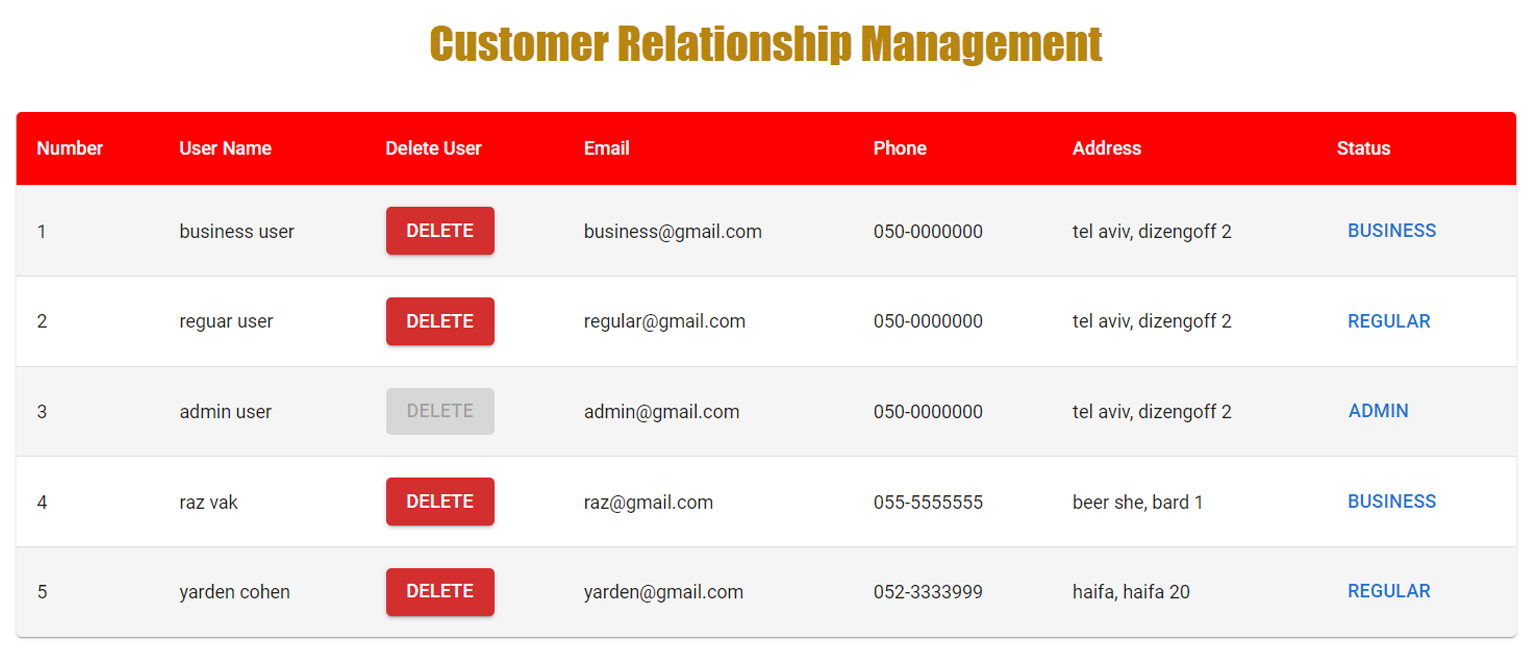 Customer Relationship Management
Number User Name Delete User Email Phone Address Status
1 business user DELETE business@gmail.com 050-0000000 tel aviv, dizengoff 2 BUSINESS
2 reguar user DELETE regular@gmail.com 050-0000000 tel aviv, dizengoff 2 REGULAR
3 admin user DELETE admin@gmail.com 050-0000000 tel aviv, dizengoff 2 ADMIN
4 raz vak DELETE raz@gmail.com 055-5555555 beer she, bard 1 BUSINESS
5 yarden cohen DELETE yarden@gmail.com 052-3333999 haifa, haifa 20 REGULAR